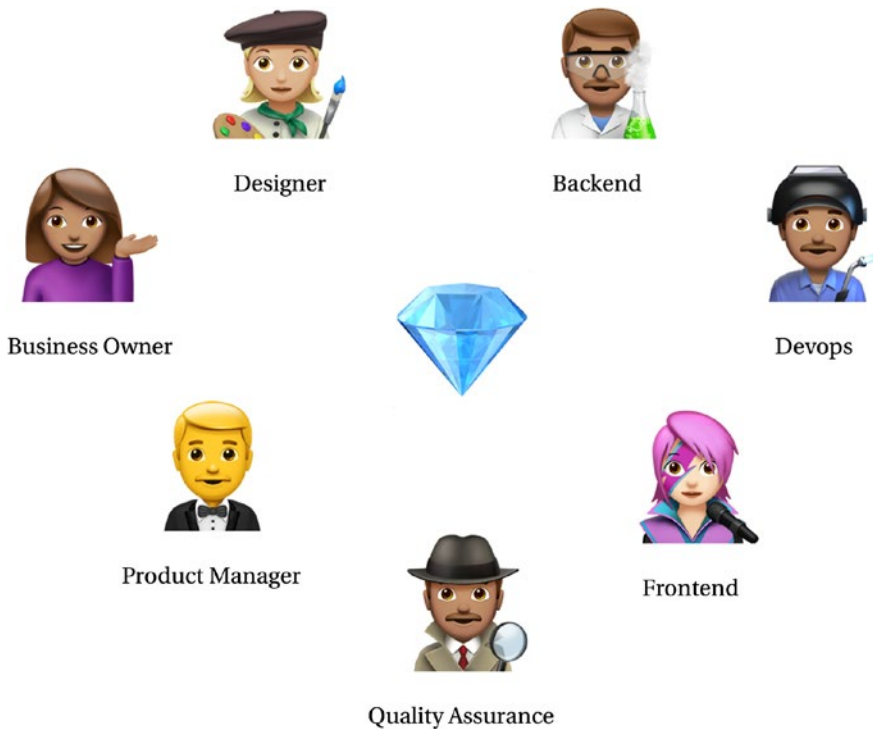 Designer
Backend
Business Owner
Devops
Product Manager
Frontend
Quality Assurance